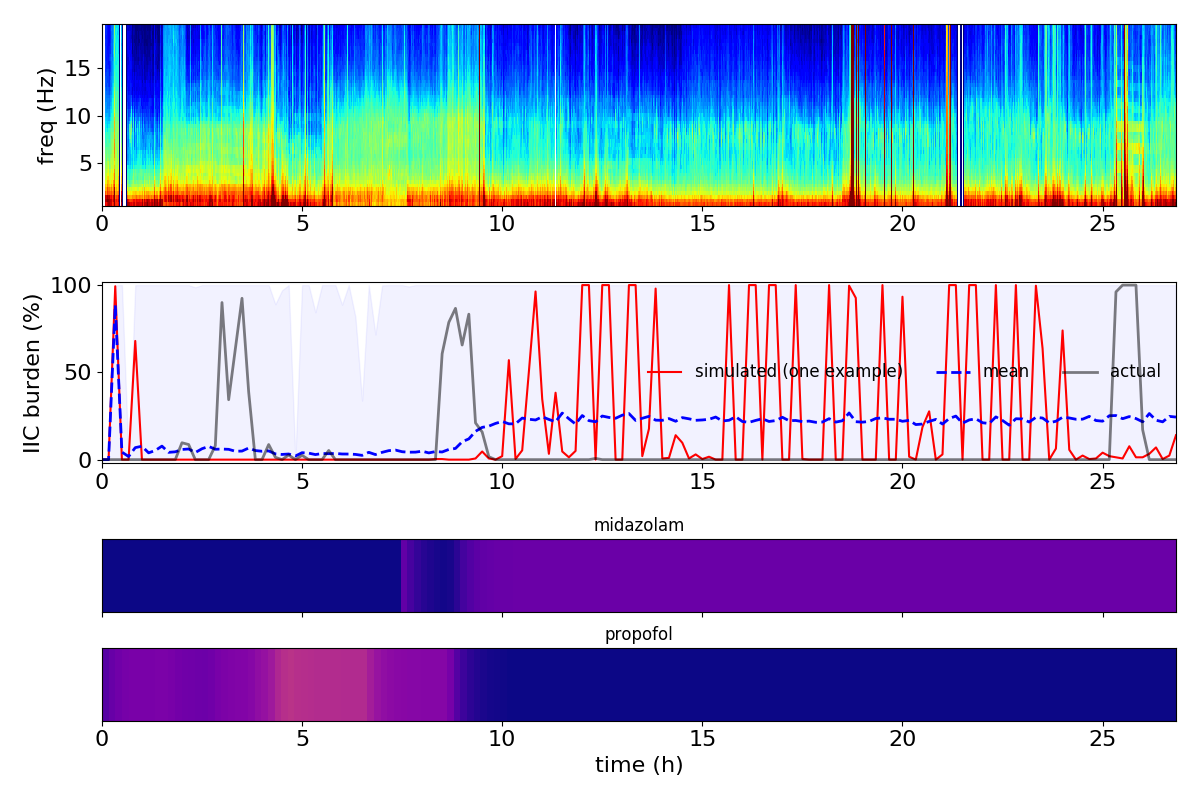 freq (Hz)
15
10
5
0 5 10 15 20 25
IIC burden (%)
100
50
0
simulated (one example) mean actual
0 5 10 15 20 25
midazolam
propofol
0 5 10 15 20 25
time (h)